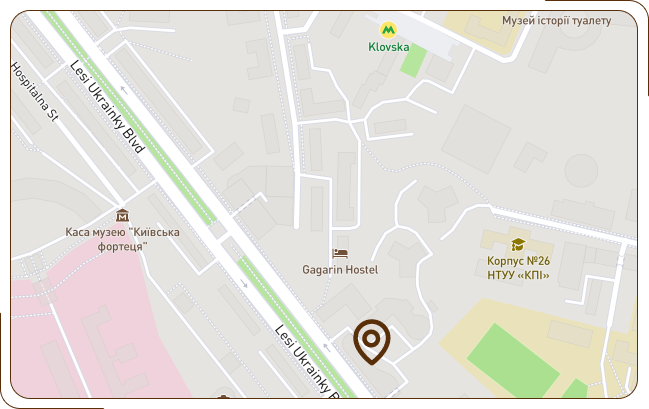 Музей історії туалету
Klovska
Hospitalna St
Lesi Ukrainky Blvd
Каса музею "Київська
фортеця"
Gagarin Hostel
Корпус №26
НТУУ «КПІ»
Lesi Ukrainky B